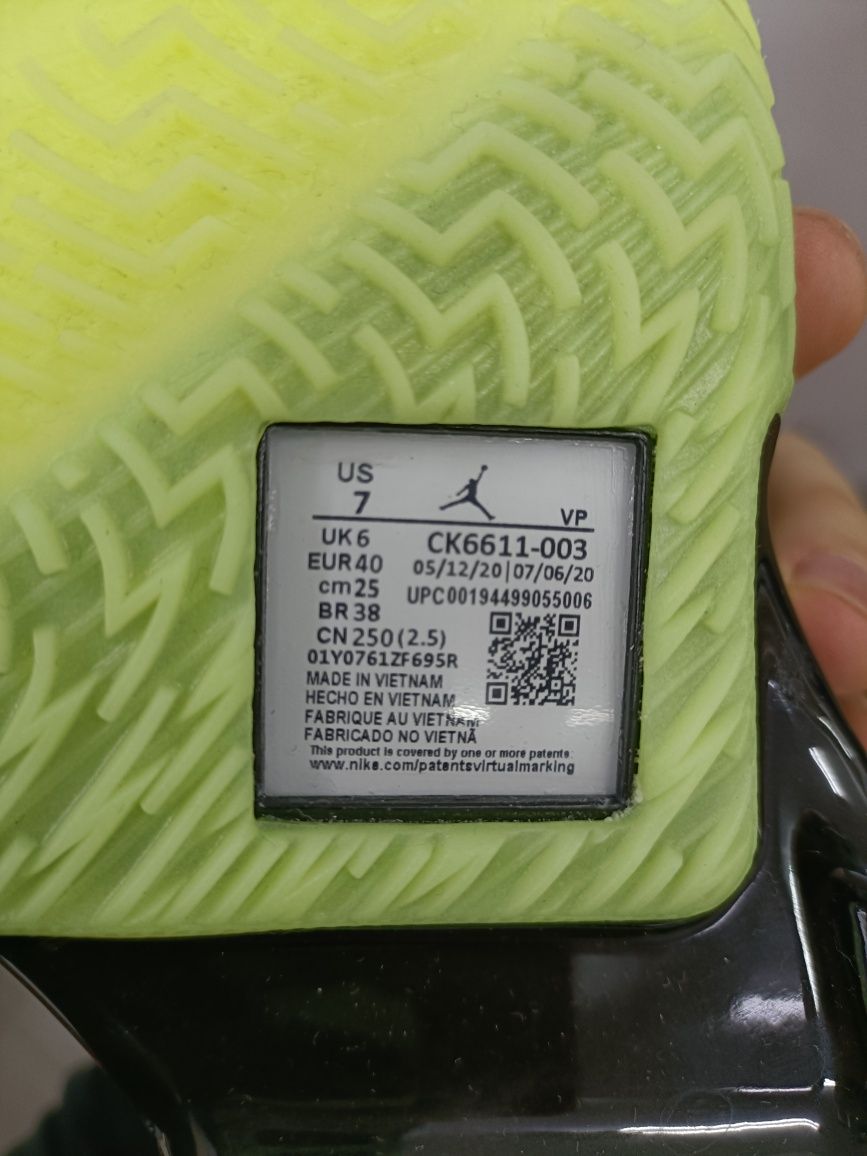 US
7
VP
UK 6
CK6611-003
EUR 40
05/12/20|07/06/20
cm 25
UPC00194499055006
BR 38
CN 250 (2.5)
01Y0761ZF695R
MADE IN VIETNAM
HECHO EN VIETNAM
FABRIQUE AU VIETNAM
FABRICADO NO VIETNÃ
This product is covered by one or more patents:
www.nike.com/patentsvirtualmarking